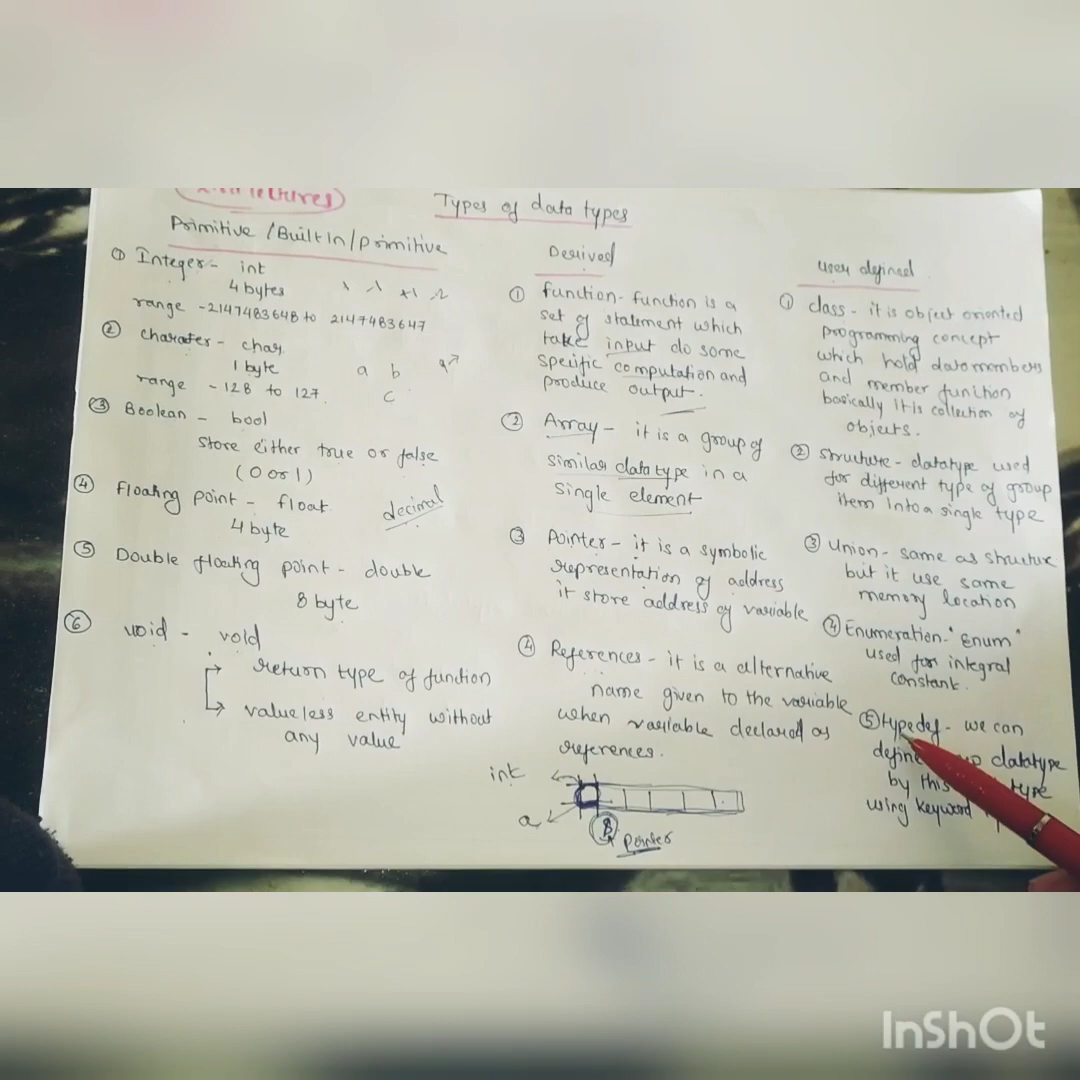 Types of data types
Primitive / Built In / primitive
① Integer - int
4 bytes
range -2147483648 to 2147483647
② charater - char
1 byte
a b
c
range -128 to 127
③ Boolean - bool
store either true or false
(0 or 1)
④ floating point - float
4 byte
decimal
⑤ Double floating point - double
8 byte
⑥ void - void
return type of function
valueless entity without
any value
Derived
① function - function is a
set of statement which
take input do some
specific computation and
produce output.
② Array - it is a group of
similar data type in a
single element
③ Pointer - it is a symbolic
representation of address
it store address of variable
④ References - it is a alternative
name given to the variable
when variable declared as
references.
int
a
Pointer
user defined
① class - it is object oriented
programming concept
which hold datamembers
and member function
basically it is collection of
objects.
② structure - datatype used
for different type of group
item into a single type
③ Union - same as structure
but it use same
memory location
④ Enumeration - "Enum"
used for integral
constant.
⑤ typedef - we can
define datatype
by this type
using keyword
InShOt